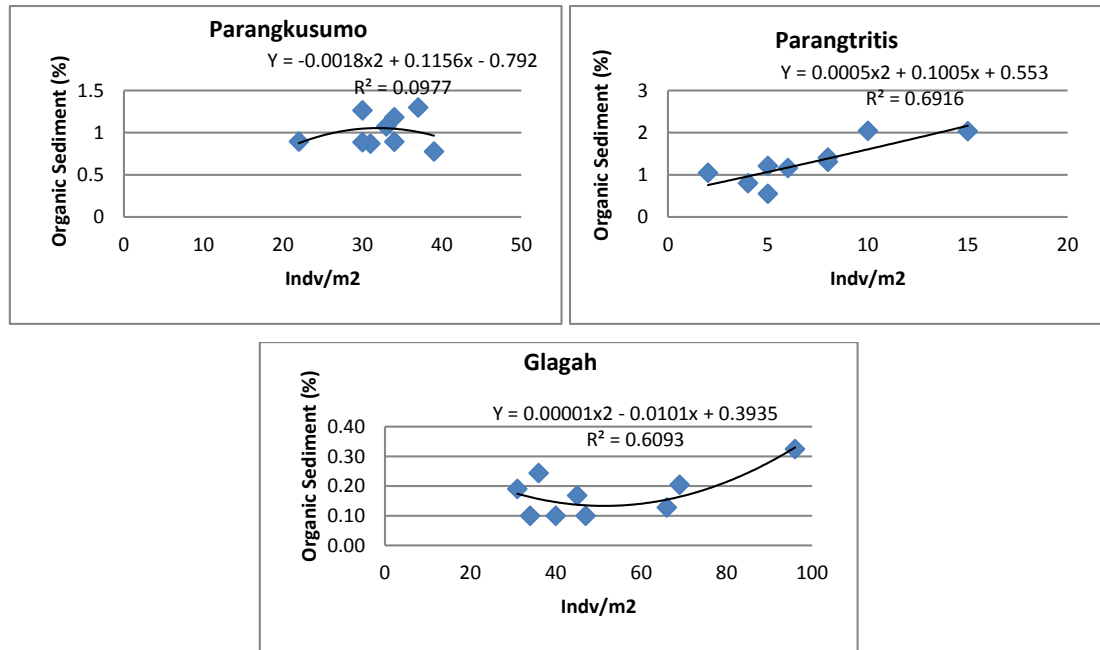 Parangkusumo
Y = -0.0018x2 + 0.1156x - 0.792
R² = 0.0977
Organic Sediment (%)
1.5
1
0.5
0
0 10 20 30 40 50
Indv/m2
Parangtritis
Y = 0.0005x2 + 0.1005x + 0.553
R² = 0.6916
Organic Sediment (%)
3
2
1
0
0 5 10 15 20
Indv/m2
Glagah
Y = 0.00001x2 - 0.0101x + 0.3935
R² = 0.6093
Organic Sediment (%)
0.40
0.30
0.20
0.10
0.00
0 20 40 60 80 100
Indv/m2